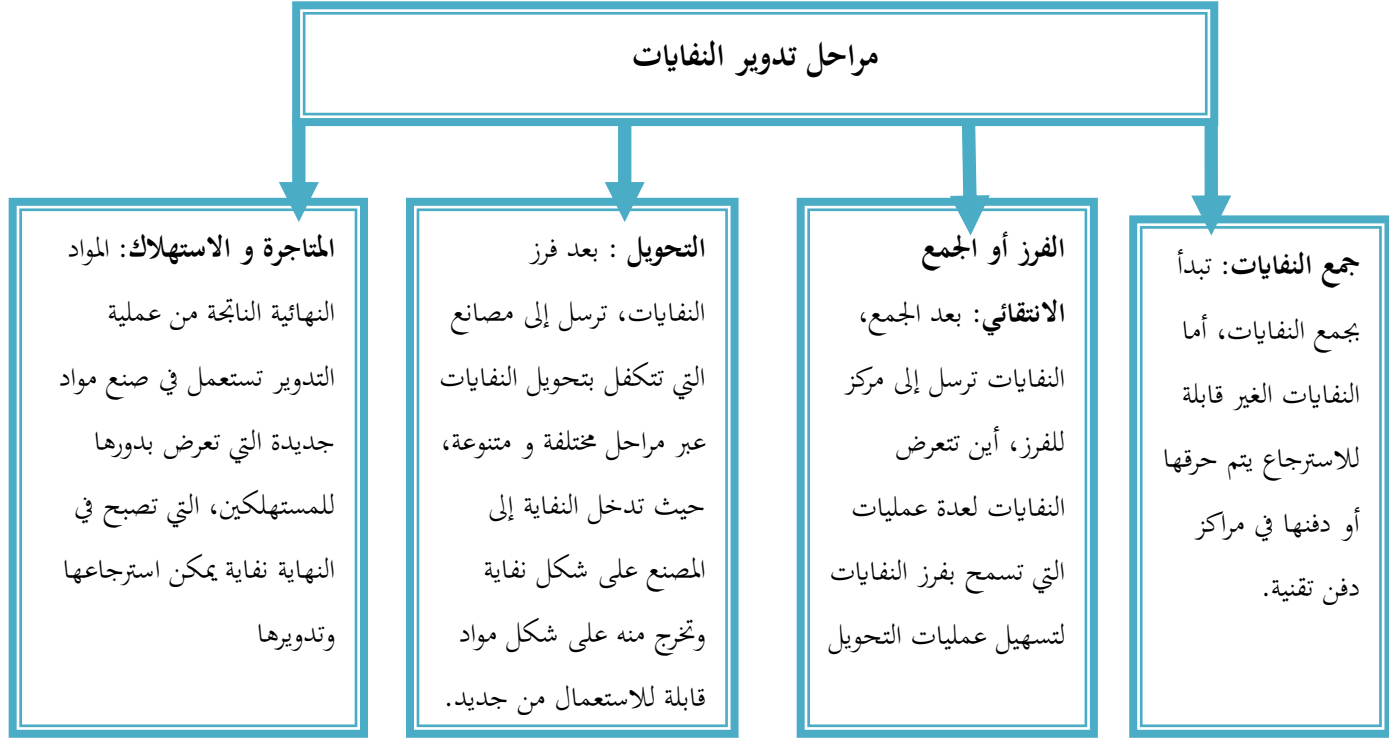 مراحل تدوير النفايات
جمع النفايات: تبدأ
بجمع النفايات، أما
النفايات الغير قابلة
للاسترجاع يتم حرقها
أو دفنها في مراكز
دفن تقنية.
الفرز أو الجمع
الانتقائي: بعد الجمع،
النفايات ترسل إلى مركز
للفرز، أين تتعرض
النفايات لعدة عمليات
التي تسمح بفرز النفايات
لتسهيل عمليات التحويل
التحويل : بعد فرز
النفايات، ترسل إلى مصانع
التي تتكفل بتحويل النفايات
عبر مراحل مختلفة و متنوعة،
حيث تدخل النفاية إلى
المصنع على شكل نفاية
وتخرج منه على شكل مواد
قابلة للاستعمال من جديد.
المتاجرة و الاستهلاك: المواد
النهائية الناتجة من عملية
التدوير تستعمل في صنع مواد
جديدة التي تعرض بدورها
للمستهلكين، التي تصبح في
النهاية نفاية يمكن استرجاعها
وتدويرها